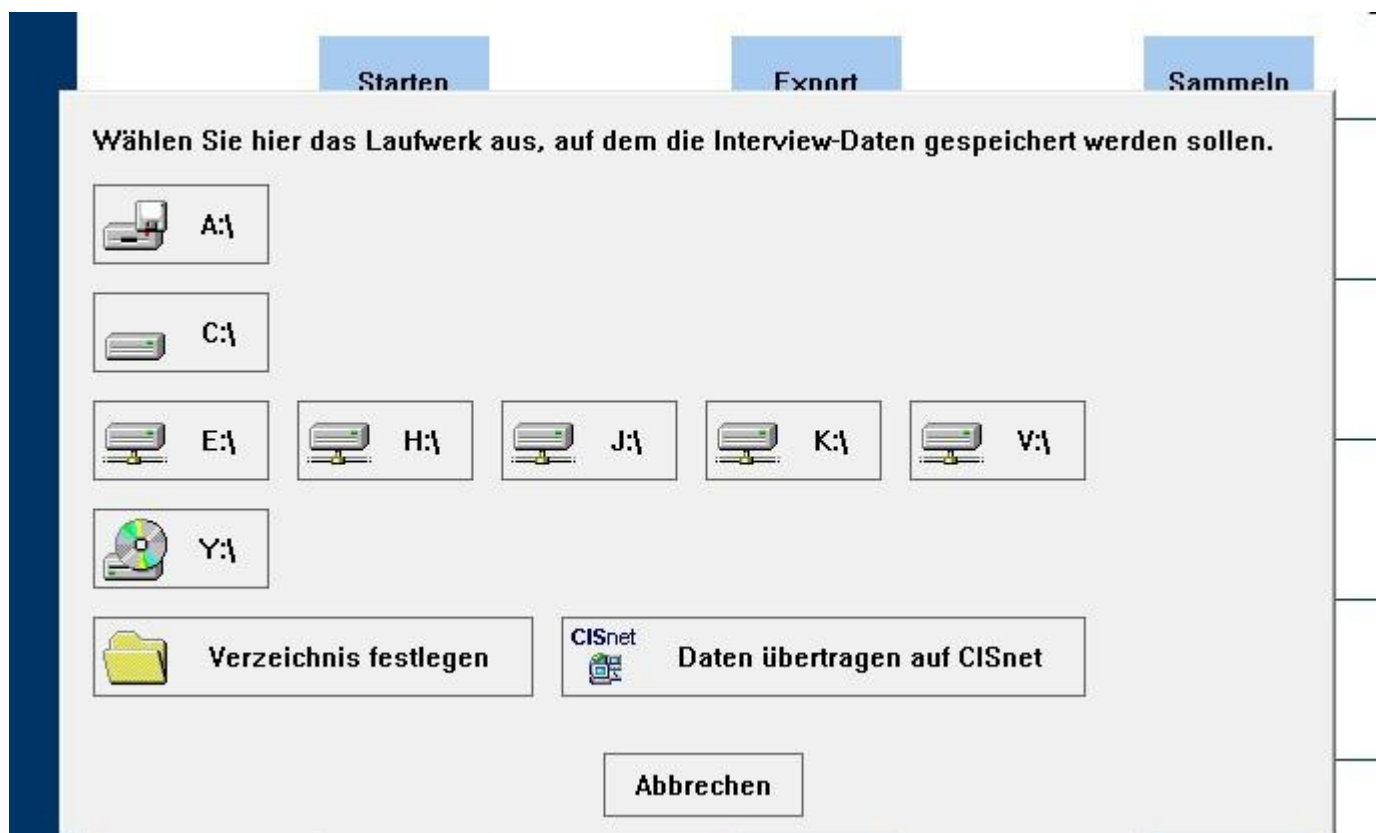 Starten Export Sammeln
Wählen Sie hier das Laufwerk aus, auf dem die Interview-Daten gespeichert werden sollen.
A:\
C:\
E:\ H:\ J:\ K:\ V:\
Y:\
Verzeichnis festlegen CISnet Daten übertragen auf CISnet
Abbrechen